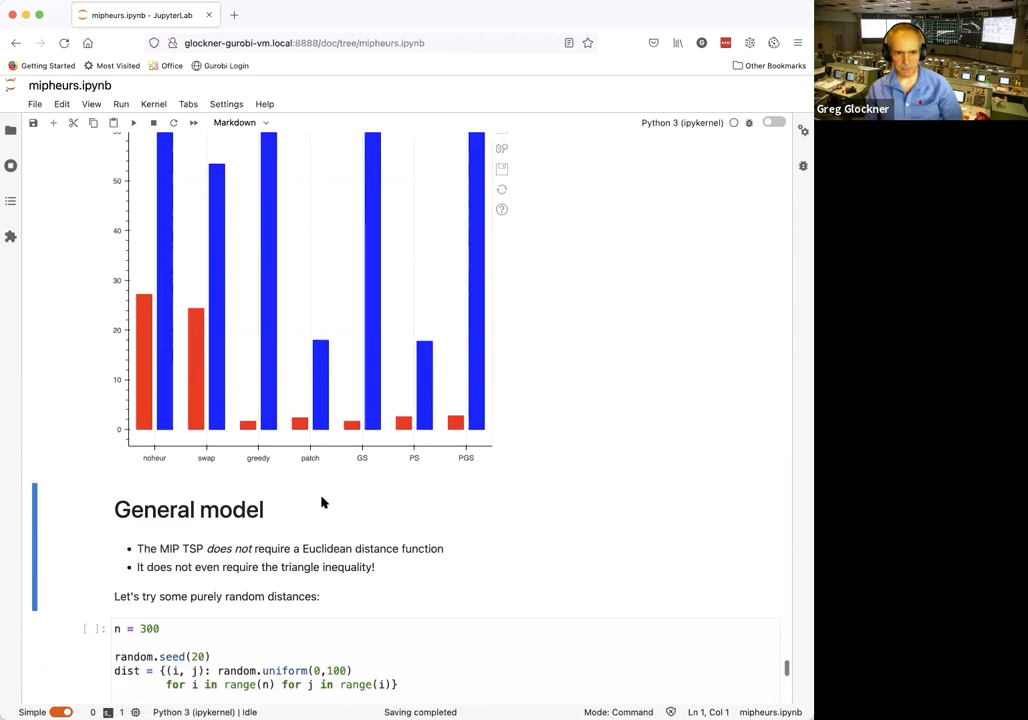 mipheurs.ipynb - JupyterLab
glockner-gurobi-vm.local:8888/doc/tree/mipheurs.ipynb
Getting Started
Most Visited
Office
Gurobi Login
Other Bookmarks
Greg Glockner
mipheurs.ipynb
File Edit View Run Kernel Tabs Settings Help
Markdown
Python 3 (ipykernel)
50
40
30
20
10
0
noheur swap greedy patch GS PS PGS
General model
• The MIP TSP does not require a Euclidean distance function
• It does not even require the triangle inequality!
Let's try some purely random distances:
[ ]: n = 300
random.seed(20)
dist = {(i, j): random.uniform(0,100)
for i in range(n) for j in range(i)}
Simple 0 1 Python 3 (ipykernel) | Idle Saving completed Mode: Command Ln 1, Col 1 mipheurs.ipynb